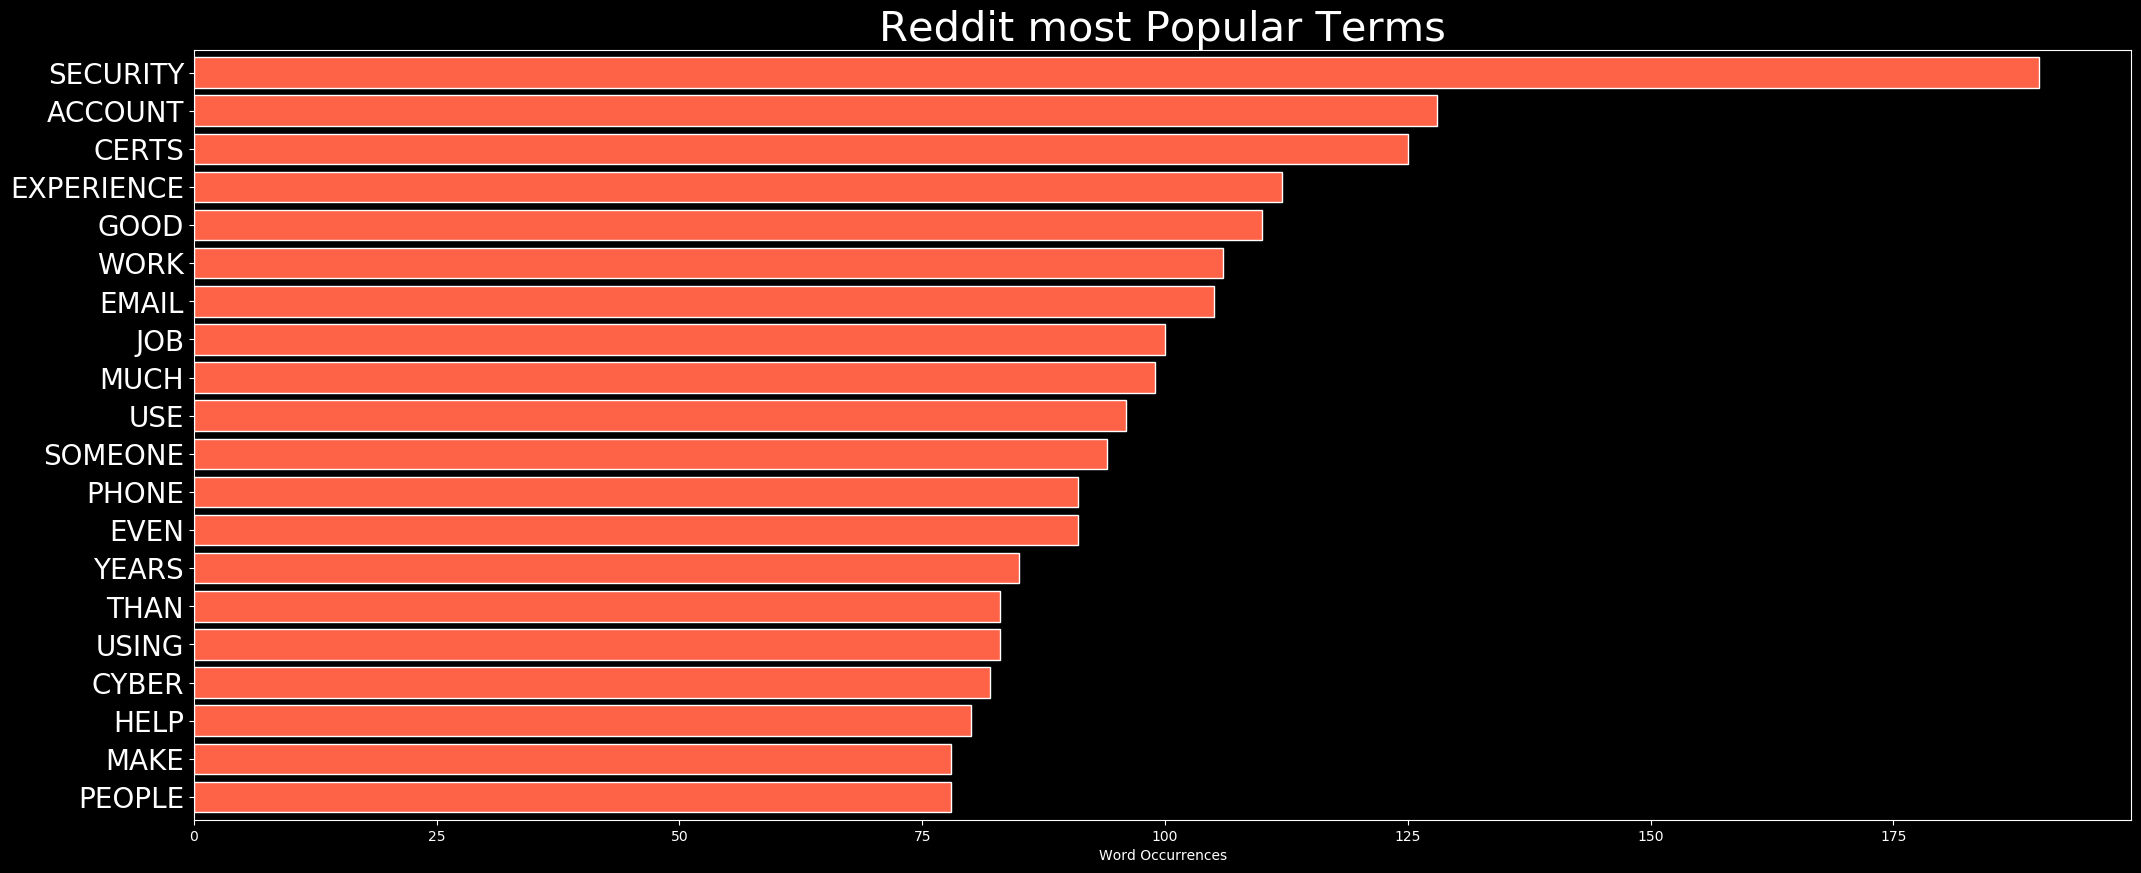 Reddit most Popular Terms
SECURITY
ACCOUNT
CERTS
EXPERIENCE
GOOD
WORK
EMAIL
JOB
MUCH
USE
SOMEONE
PHONE
EVEN
YEARS
THAN
USING
CYBER
HELP
MAKE
PEOPLE
0 25 50 75 100 125 150 175
Word Occurrences